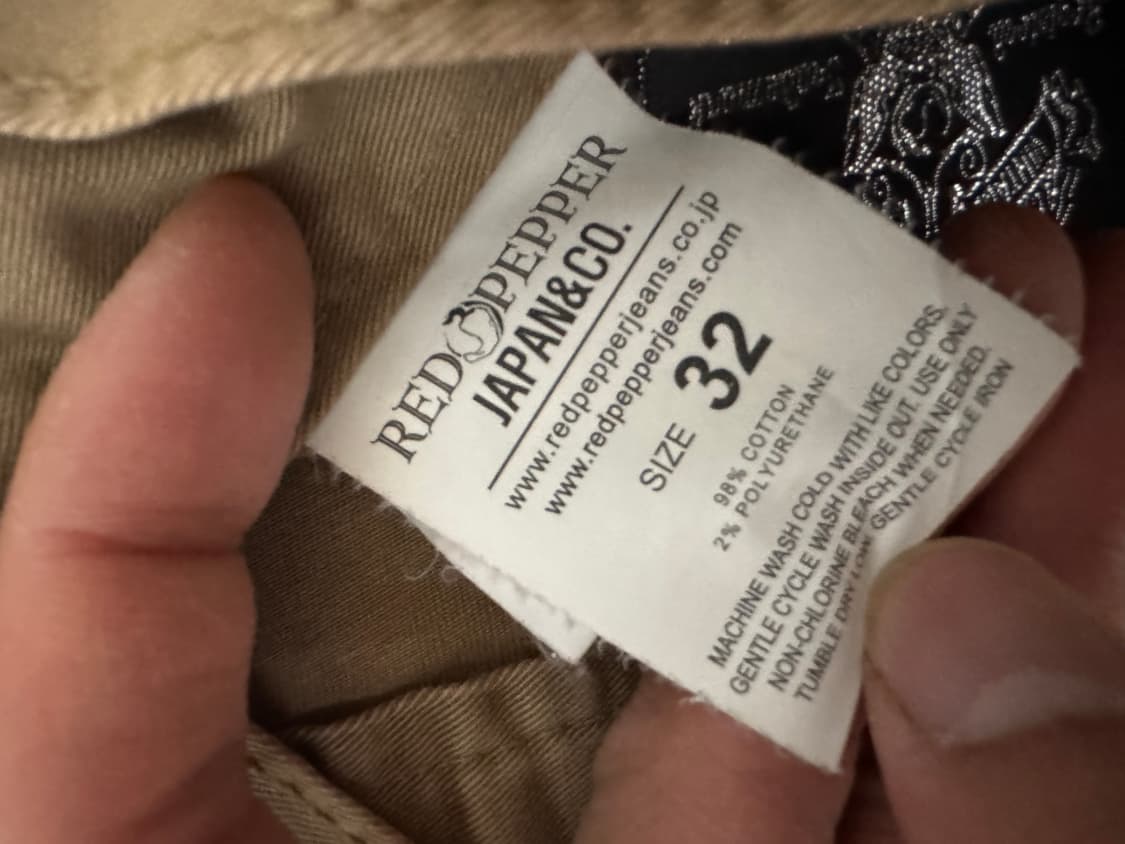 RED PEPPER
JAPAN&CO.
www.redpepperjeans.co.jp
www.redpepperjeans.com
SIZE 32
98% COTTON
2% POLYURETHANE
MACHINE WASH COLD WITH LIKE COLORS.
GENTLE CYCLE WASH INSIDE OUT. USE ONLY
NON-CHLORINE BLEACH WHEN NEEDED.
TUMBLE DRY LOW GENTLE CYCLE IRON